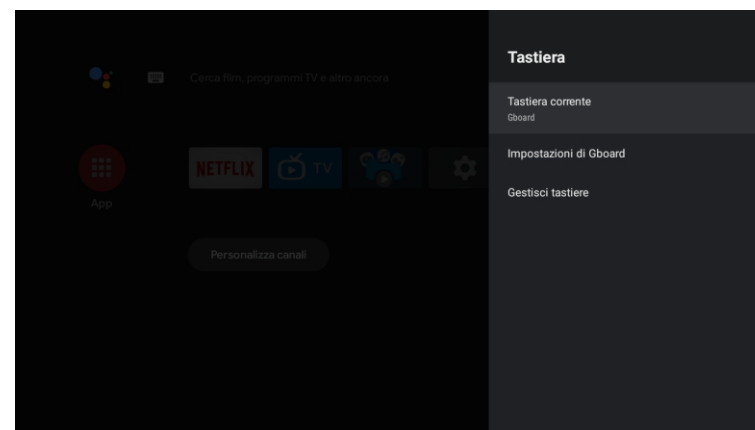 Tastiera
Cerca film, programmi TV e altro ancora
Tastiera corrente
Gboard
Impostazioni di Gboard
NETFLIX
TV
Gestisci tastiere
App
Personalizza canali